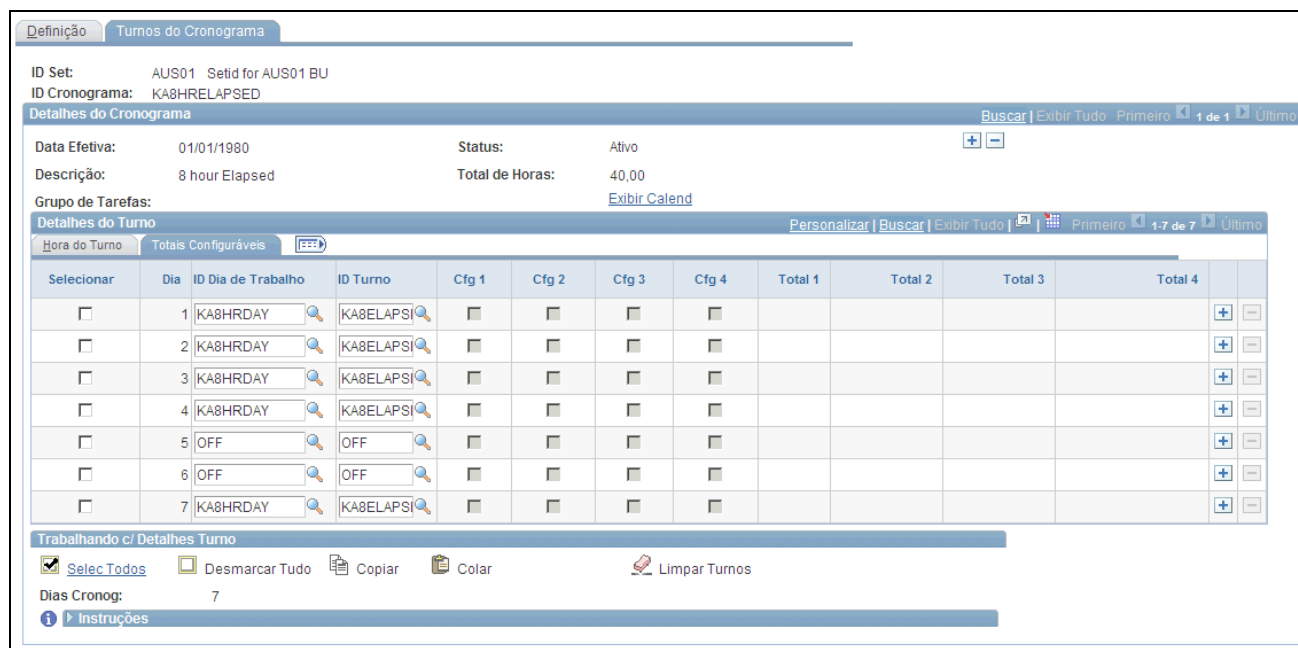 Definição Turnos do Cronograma
ID Set: AUS01 Setid for AUS01 BU
ID Cronograma: KA8HRELAPSED
Detalhes do Cronograma Buscar | Exibir Tudo Primeiro 1 de 1 Último
Data Efetiva: 01/01/1980 Status: Ativo
Descrição: 8 hour Elapsed Total de Horas: 40,00
Grupo de Tarefas: Exibir Calend
Detalhes do Turno Personalizar | Buscar | Exibir Tudo | | Primeiro 1-7 de 7 Último
Hora do Turno Totais Configuráveis
Selecionar Dia ID Dia de Trabalho ID Turno Cfg 1 Cfg 2 Cfg 3 Cfg 4 Total 1 Total 2 Total 3 Total 4
1 KA8HRDAY KA8ELAPS
2 KA8HRDAY KA8ELAPS
3 KA8HRDAY KA8ELAPS
4 KA8HRDAY KA8ELAPS
5 OFF OFF
6 OFF OFF
7 KA8HRDAY KA8ELAPS
Trabalhando c/ Detalhes Turno
Selec Todos Desmarcar Tudo Copiar Colar Limpar Turnos
Dias Cronog: 7
Instruções